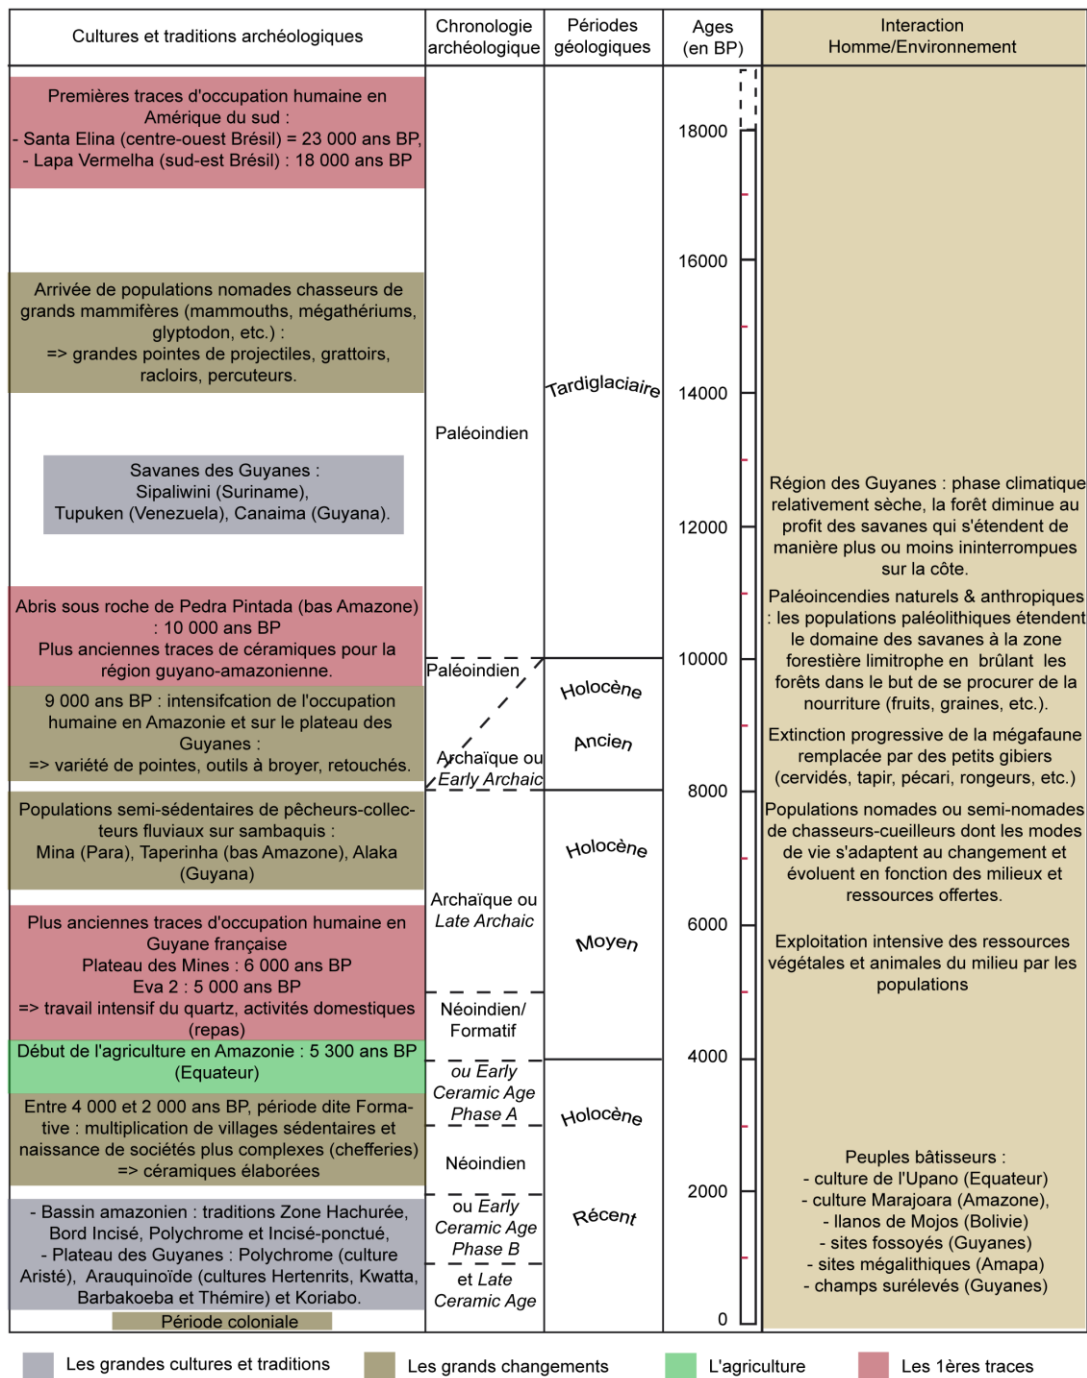 Cultures et traditions archéologiques
Chronologie
archéologique
Périodes
géologiques
Ages
(en BP)
Interaction
Homme/Environnement
Premières traces d'occupation humaine en
Amérique du sud :
- Santa Elina (centre-ouest Brésil) = 23 000 ans BP,
- Lapa Vermelha (sud-est Brésil) : 18 000 ans BP
Arrivée de populations nomades chasseurs de
grands mammifères (mammouths, mégathériums,
glyptodon, etc.) :
=> grandes pointes de projectiles, grattoirs,
racloirs, percuteurs.
Savanes des Guyanes :
Sipaliwini (Suriname),
Tupuken (Venezuela), Canaima (Guyana).
Abris sous roche de Pedra Pintada (bas Amazone)
: 10 000 ans BP
Plus anciennes traces de céramiques pour la
région guyano-amazonienne.
9 000 ans BP : intensifcation de l'occupation
humaine en Amazonie et sur le plateau des
Guyanes :
=> variété de pointes, outils à broyer, retouchés.
Populations semi-sédentaires de pêcheurs-collec-
teurs fluviaux sur sambaquis :
Mina (Para), Taperinha (bas Amazone), Alaka
(Guyana)
Plus anciennes traces d'occupation humaine en
Guyane française
Plateau des Mines : 6 000 ans BP
Eva 2 : 5 000 ans BP
=> travail intensif du quartz, activités domestiques
(repas)
Début de l'agriculture en Amazonie : 5 300 ans BP
(Equateur)
Entre 4 000 et 2 000 ans BP, période dite Forma-
tive : multiplication de villages sédentaires et
naissance de sociétés plus complexes (chefferies)
=> céramiques élaborées
- Bassin amazonien : traditions Zone Hachurée,
Bord Incisé, Polychrome et Incisé-ponctué,
- Plateau des Guyanes : Polychrome (culture
Aristé), Arauquinoïde (cultures Hertenrits, Kwatta,
Barbakoeba et Thémire) et Koriabo.
Période coloniale
Paléoindien
Paléoindien
Archaïque ou
Early Archaic
Archaïque ou
Late Archaic
Néoindien/
Formatif
ou Early
Ceramic Age
Phase A
Néoindien
ou Early
Ceramic Age
Phase B
et Late
Ceramic Age
Tardiglaciaire
Holocène
Ancien
Holocène
Moyen
Holocène
Récent
18000
16000
14000
12000
10000
8000
6000
4000
2000
0
Région des Guyanes : phase climatique
relativement sèche, la forêt diminue au
profit des savanes qui s'étendent de
manière plus ou moins ininterrompues
sur la côte.
Paléoincendies naturels & anthropiques
: les populations paléolithiques étendent
le domaine des savanes à la zone
forestière limitrophe en brûlant les
forêts dans le but de se procurer de la
nourriture (fruits, graines, etc.).
Extinction progressive de la mégafaune
remplacée par des petits gibiers
(cervidés, tapir, pécari, rongeurs, etc.)
Populations nomades ou semi-nomades
de chasseurs-cueilleurs dont les modes
de vie s'adaptent au changement et
évoluent en fonction des milieux et
ressources offertes.
Exploitation intensive des ressources
végétales et animales du milieu par les
populations
Peuples bâtisseurs :
- culture de l'Upano (Equateur)
- culture Marajoara (Amazone),
- llanos de Mojos (Bolivie)
- sites fossoyés (Guyanes)
- sites mégalithiques (Amapa)
- champs surélevés (Guyanes)
Les grandes cultures et traditions
Les grands changements
L'agriculture
Les 1ères traces